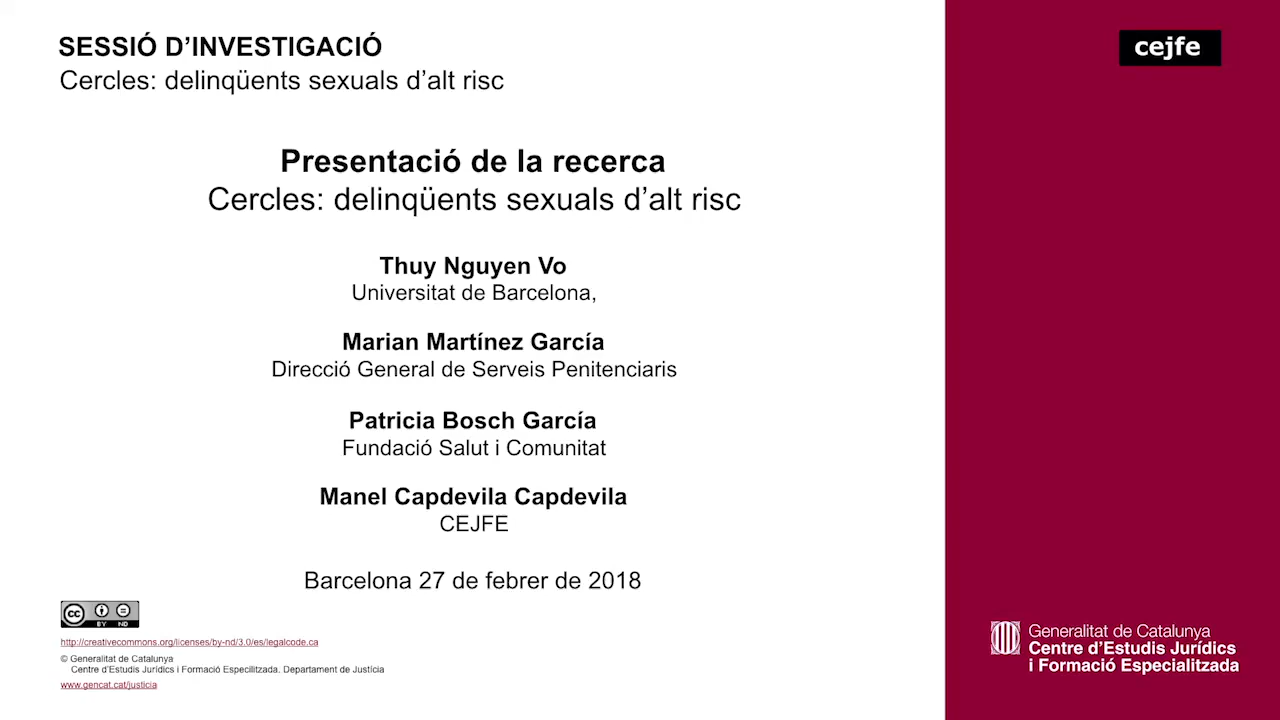 SESSIÓ D’INVESTIGACIÓ
Cercles: delinqüents sexuals d’alt risc
cejfe
Presentació de la recerca
Cercles: delinqüents sexuals d’alt risc
Thuy Nguyen Vo
Universitat de Barcelona,
Marian Martínez García
Direcció General de Serveis Penitenciaris
Patricia Bosch García
Fundació Salut i Comunitat
Manel Capdevila Capdevila
CEJFE
Barcelona 27 de febrer de 2018
cc BY ND
http://creativecommons.org/licenses/by-nd/3.0/es/legalcode.ca
© Generalitat de Catalunya
Centre d’Estudis Jurídics i Formació Especilitzada. Departament de Justícia
www.gencat.cat/justicia
Generalitat de Catalunya
Centre d’Estudis Jurídics
i Formació Especialitzada